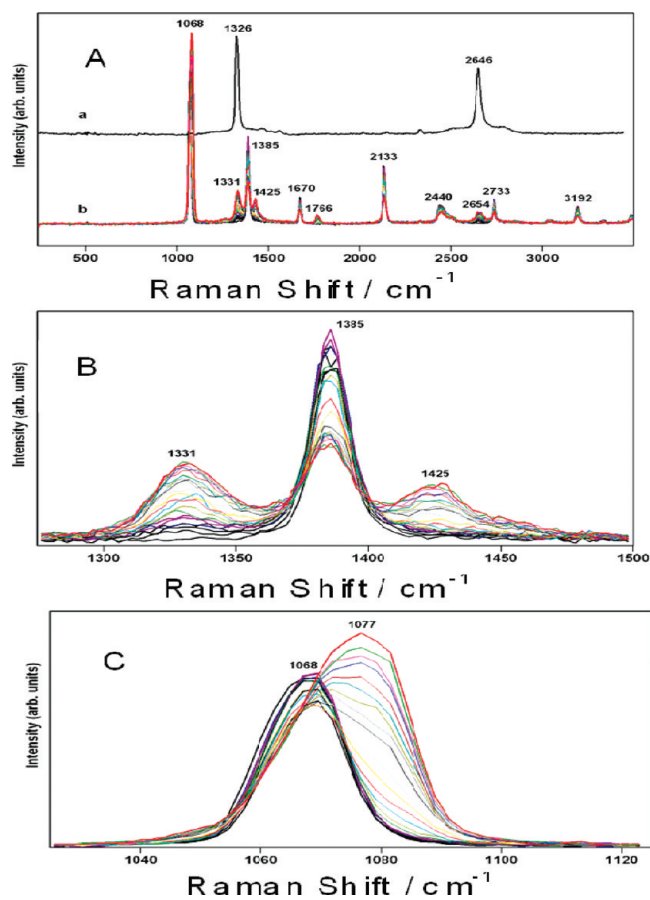 1068
1326
2646
A
a
1385
2133
1331
1425
1670
1766
2440
2654
2733
3192
b
Intensity (arb. units)
500 1000 1500 2000 2500 3000
Raman Shift / cm⁻¹
1385
B
1331
1425
Intensity (arb. units)
1300 1350 1400 1450 1500
Raman Shift / cm⁻¹
1077
1068
C
Intensity (arb. units)
1040 1060 1080 1100 1120
Raman Shift / cm⁻¹